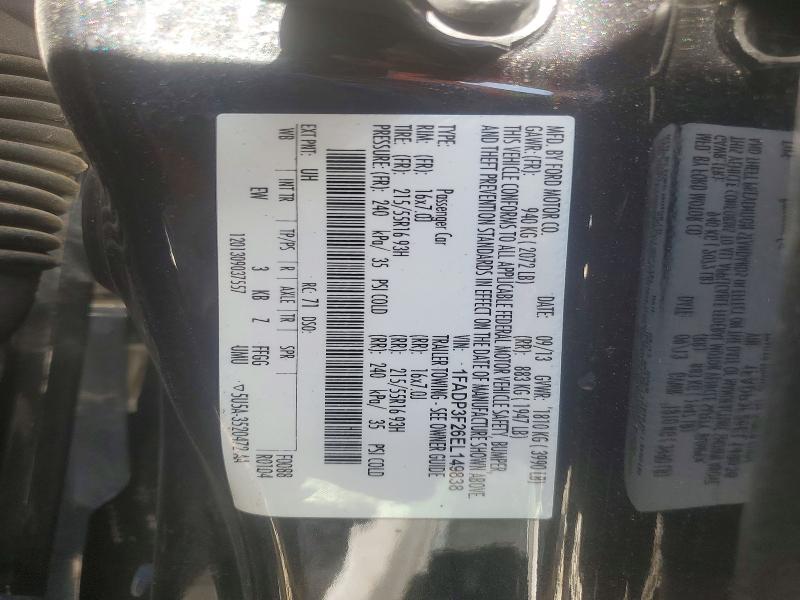 MFD. BY FORD MOTOR CO.
DATE: 09/13 GVWR: 1810 KG ( 3990 LB)
GAWR: (FR): 940 KG ( 2072 LB) (RR): 883 KG ( 1947 LB)
THIS VEHICLE CONFORMS TO ALL APPLICABLE FEDERAL MOTOR VEHICLE SAFETY, BUMPER,
AND THEFT PREVENTION STANDARDS IN EFFECT ON THE DATE OF MANUFACTURE SHOWN ABOVE
VIN: 1FADP3F26EL149838
TYPE: Passenger Car TRAILER TOWING - SEE OWNER GUIDE
RIM: (FR): 16x7.0J (RR): 16x7.0J
TIRE: (FR): 215/55R16 93H (RR): 215/55R16 93H
PRESSURE: (FR): 240 kPa/ 35 PSI COLD (RR): 240 kPa/ 35 PSI COLD
EXT PNT: UH RC: 71 DSO:
WB INT TR TP/PS R AXLE TR SPR
EW 3 KB Z FFGG
120130903T557 UMU 5U5A-3520472-AA